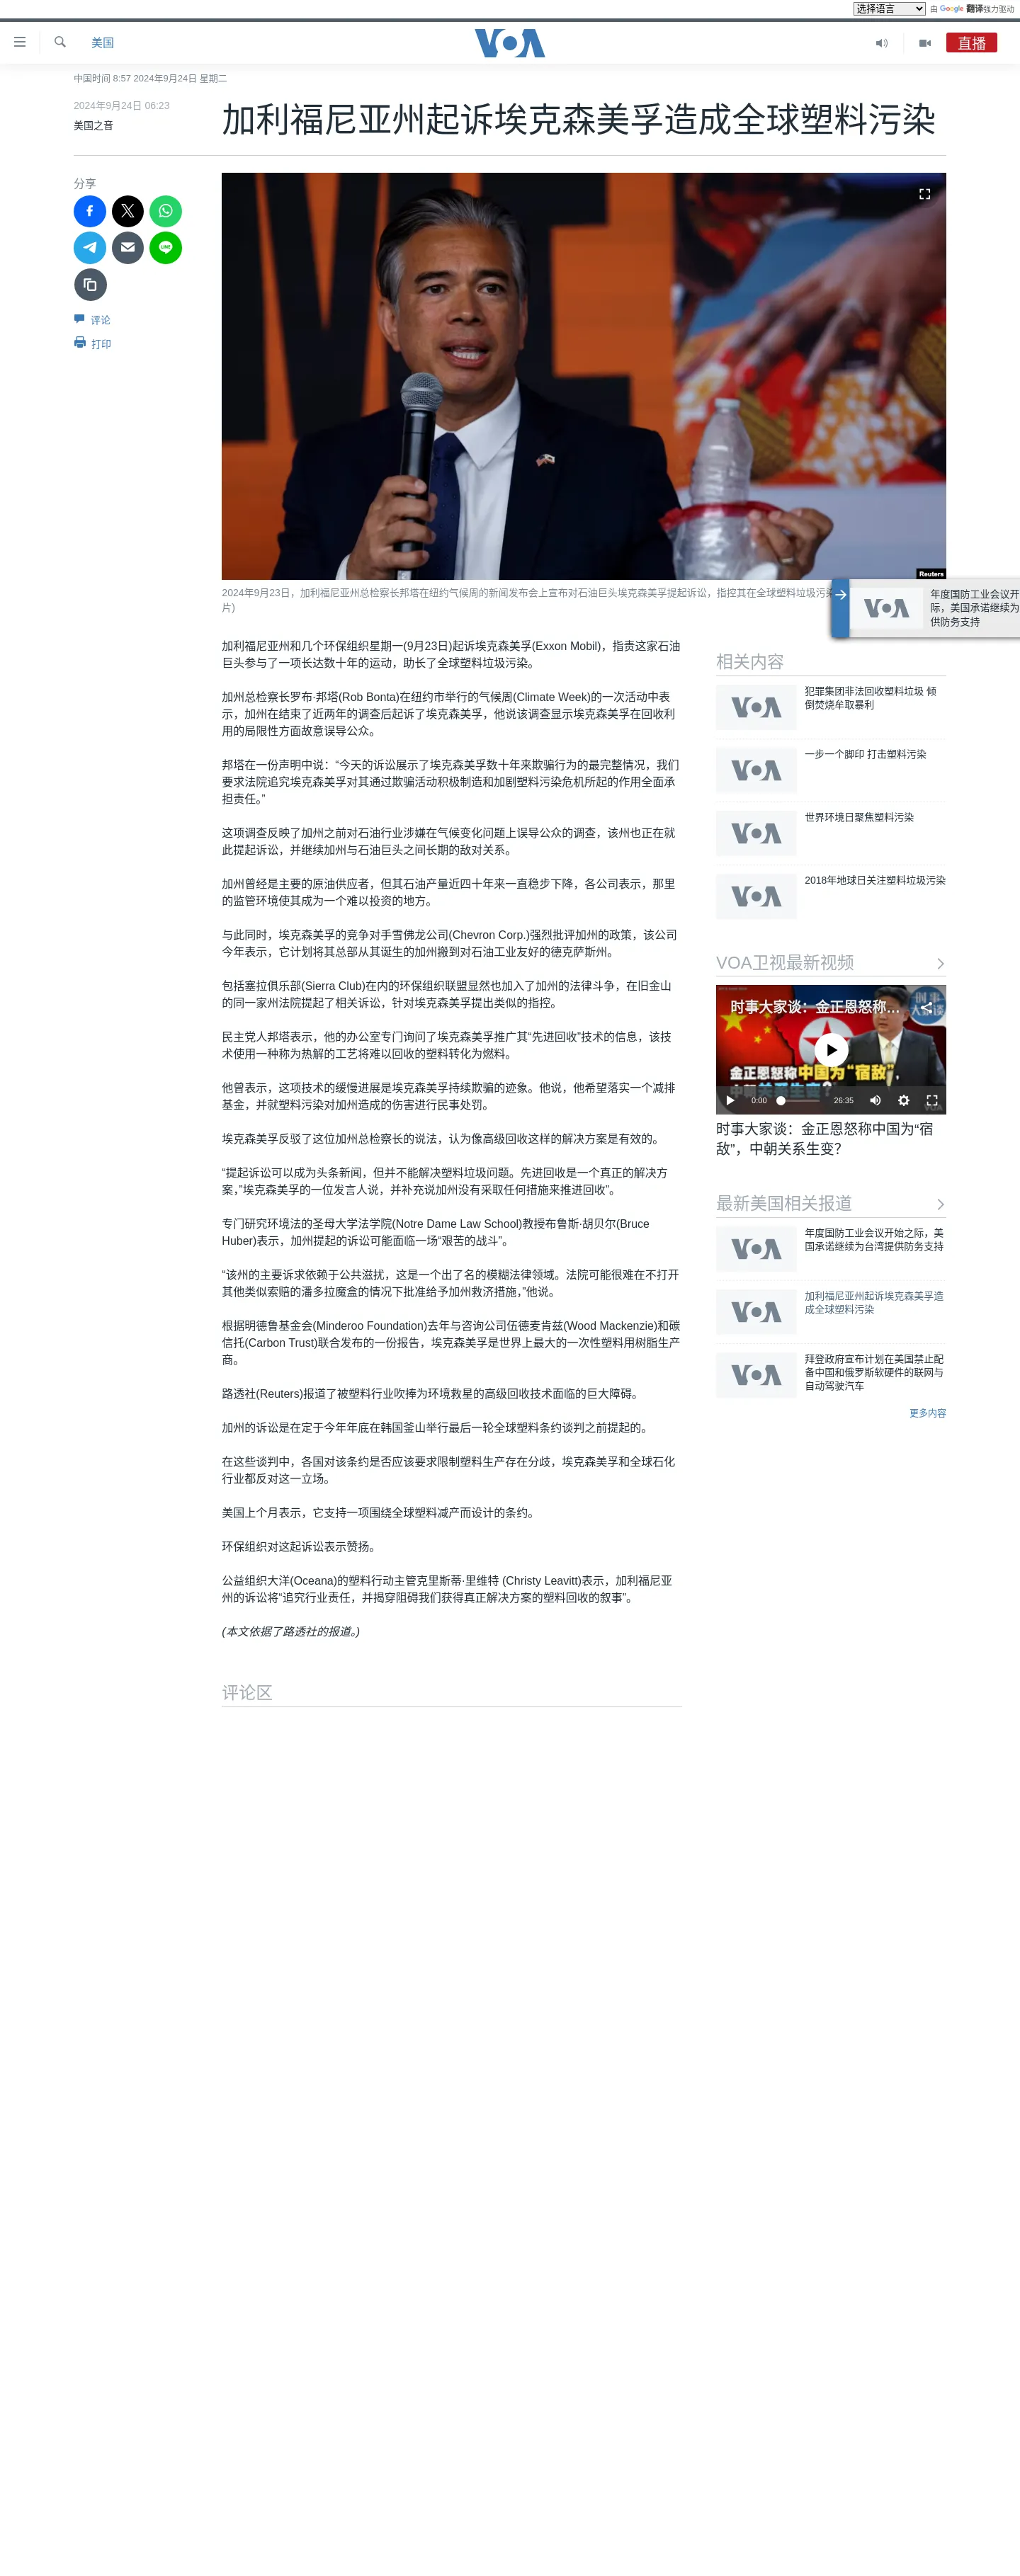 选择语言
由 Google 翻译强力驱动
美国
VOA
直播
中国时间 8:57 2024年9月24日 星期二
2024年9月24日 06:23
美国之音
加利福尼亚州起诉埃克森美孚造成全球塑料污染
分享
LINE
评论
打印
Reuters
2024年9月23日，加利福尼亚州总检察长邦塔在纽约气候周的新闻发布会上宣布对石油巨头埃克森美孚提起诉讼，指控其在全球塑料垃圾污染
片)
年度国防工业会议开
际，美国承诺继续为
供防务支持
加利福尼亚州和几个环保组织星期一(9月23日)起诉埃克森美孚(Exxon Mobil)，指责这家石油
巨头参与了一项长达数十年的运动，助长了全球塑料垃圾污染。
加州总检察长罗布·邦塔(Rob Bonta)在纽约市举行的气候周(Climate Week)的一次活动中表
示，加州在结束了近两年的调查后起诉了埃克森美孚，他说该调查显示埃克森美孚在回收利
用的局限性方面故意误导公众。
邦塔在一份声明中说：“今天的诉讼展示了埃克森美孚数十年来欺骗行为的最完整情况，我们
要求法院追究埃克森美孚对其通过欺骗活动积极制造和加剧塑料污染危机所起的作用全面承
担责任。”
这项调查反映了加州之前对石油行业涉嫌在气候变化问题上误导公众的调查，该州也正在就
此提起诉讼，并继续加州与石油巨头之间长期的敌对关系。
加州曾经是主要的原油供应者，但其石油产量近四十年来一直稳步下降，各公司表示，那里
的监管环境使其成为一个难以投资的地方。
与此同时，埃克森美孚的竞争对手雪佛龙公司(Chevron Corp.)强烈批评加州的政策，该公司
今年表示，它计划将其总部从其诞生的加州搬到对石油工业友好的德克萨斯州。
包括塞拉俱乐部(Sierra Club)在内的环保组织联盟显然也加入了加州的法律斗争，在旧金山
的同一家州法院提起了相关诉讼，针对埃克森美孚提出类似的指控。
民主党人邦塔表示，他的办公室专门询问了埃克森美孚推广其“先进回收”技术的信息，该技
术使用一种称为热解的工艺将难以回收的塑料转化为燃料。
他曾表示，这项技术的缓慢进展是埃克森美孚持续欺骗的迹象。他说，他希望落实一个减排
基金，并就塑料污染对加州造成的伤害进行民事处罚。
埃克森美孚反驳了这位加州总检察长的说法，认为像高级回收这样的解决方案是有效的。
“提起诉讼可以成为头条新闻，但并不能解决塑料垃圾问题。先进回收是一个真正的解决方
案，”埃克森美孚的一位发言人说，并补充说加州没有采取任何措施来推进回收”。
专门研究环境法的圣母大学法学院(Notre Dame Law School)教授布鲁斯·胡贝尔(Bruce
Huber)表示，加州提起的诉讼可能面临一场“艰苦的战斗”。
“该州的主要诉求依赖于公共滋扰，这是一个出了名的模糊法律领域。法院可能很难在不打开
其他类似索赔的潘多拉魔盒的情况下批准给予加州救济措施，”他说。
根据明德鲁基金会(Minderoo Foundation)去年与咨询公司伍德麦肯兹(Wood Mackenzie)和碳
信托(Carbon Trust)联合发布的一份报告，埃克森美孚是世界上最大的一次性塑料用树脂生产
商。
路透社(Reuters)报道了被塑料行业吹捧为环境救星的高级回收技术面临的巨大障碍。
加州的诉讼是在定于今年年底在韩国釜山举行最后一轮全球塑料条约谈判之前提起的。
在这些谈判中，各国对该条约是否应该要求限制塑料生产存在分歧，埃克森美孚和全球石化
行业都反对这一立场。
美国上个月表示，它支持一项围绕全球塑料减产而设计的条约。
环保组织对这起诉讼表示赞扬。
公益组织大洋(Oceana)的塑料行动主管克里斯蒂·里维特 (Christy Leavitt)表示，加利福尼亚
州的诉讼将“追究行业责任，并揭穿阻碍我们获得真正解决方案的塑料回收的叙事”。
(本文依据了路透社的报道。)
评论区
相关内容
犯罪集团非法回收塑料垃圾 倾
倒焚烧牟取暴利
一步一个脚印 打击塑料污染
世界环境日聚焦塑料污染
2018年地球日关注塑料垃圾污染
VOA卫视最新视频
时事大家谈：金正恩怒称...
金正恩怒称中国为“宿敌”，
0:00
26:35
时事大家谈：金正恩怒称中国为“宿
敌”，中朝关系生变？
最新美国相关报道
年度国防工业会议开始之际，美
国承诺继续为台湾提供防务支持
加利福尼亚州起诉埃克森美孚造
成全球塑料污染
拜登政府宣布计划在美国禁止配
备中国和俄罗斯软硬件的联网与
自动驾驶汽车
更多内容